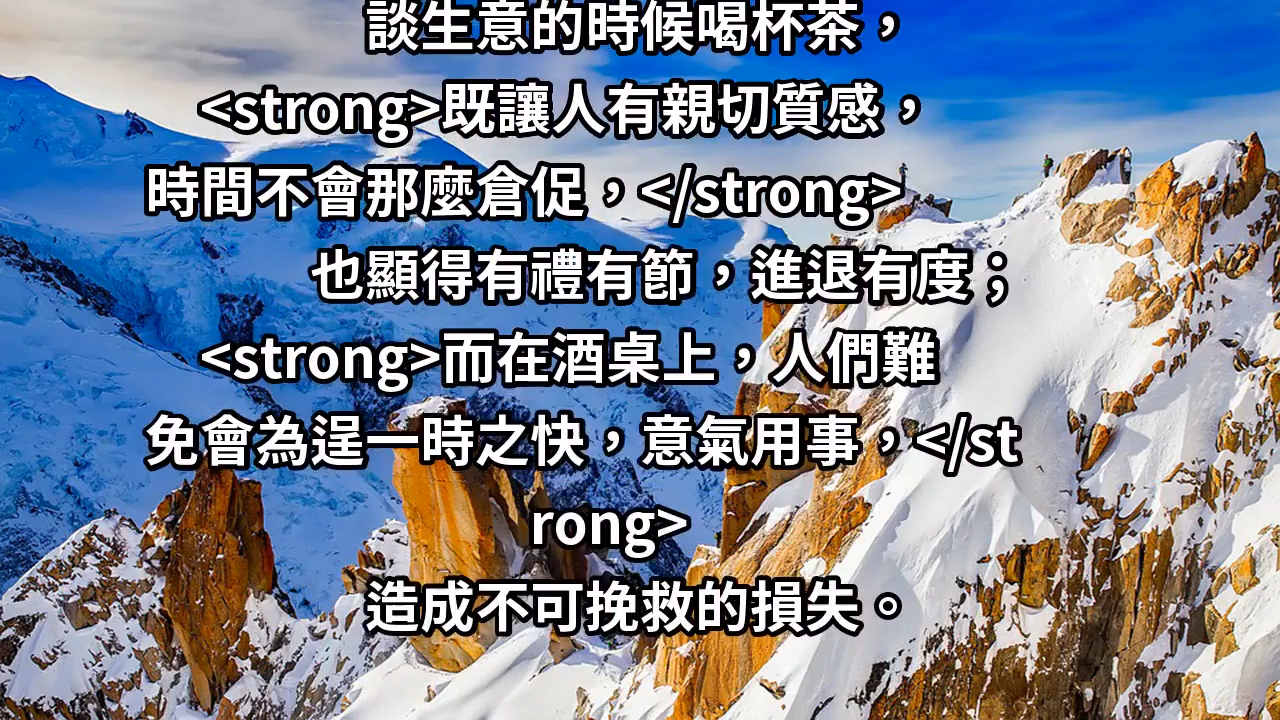 談生意的時候喝杯茶，
<strong>既讓人有親切質感，
時間不會那麼倉促，</strong>
也顯得有禮有節，進退有度；
<strong>而在酒桌上，人們難
免會為逞一時之快，意氣用事，</st
rong>
造成不可挽救的損失。